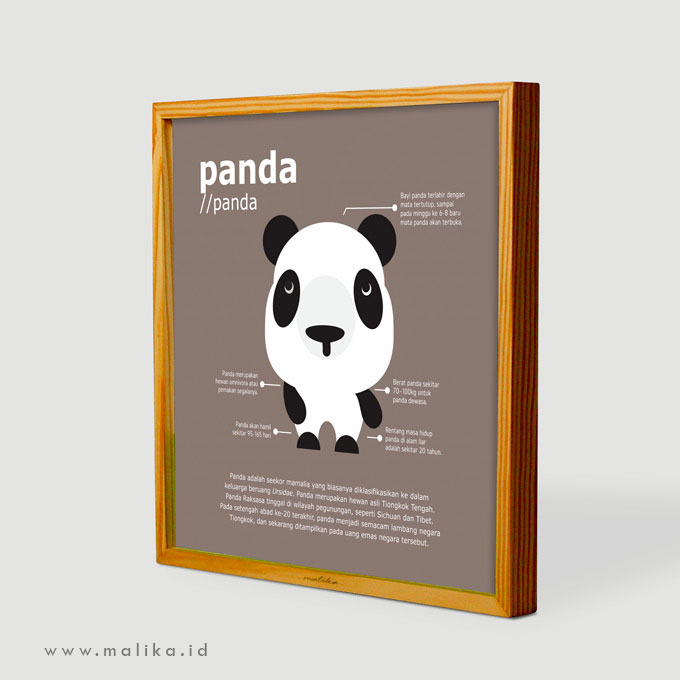 panda
//panda
Bayi panda terlahir dengan
mata tertutup, sampai
pada minggu ke 6-8 baru
mata panda akan terbuka.
Panda merupakan
hewan omnivora atau
pemakan segalanya.
Berat panda sekitar
70-100kg untuk
panda dewasa.
Panda akan hamil
sekitar 95-165 hari
Rentang masa hidup
panda di alam liar
adalah sekitar 20 tahun.
Panda adalah seekor mamalia yang biasanya diklasifikasikan ke dalam
keluarga beruang Ursidae. Panda merupakan hewan asli Tiongkok Tengah.
Panda Raksasa tinggal di wilayah pegunungan, seperti Sichuan dan Tibet.
Pada setengah abad ke-20 terakhir, panda menjadi semacam lambang negara
Tiongkok, dan sekarang ditampilkan pada uang emas negara tersebut.
malika
www.malika.id